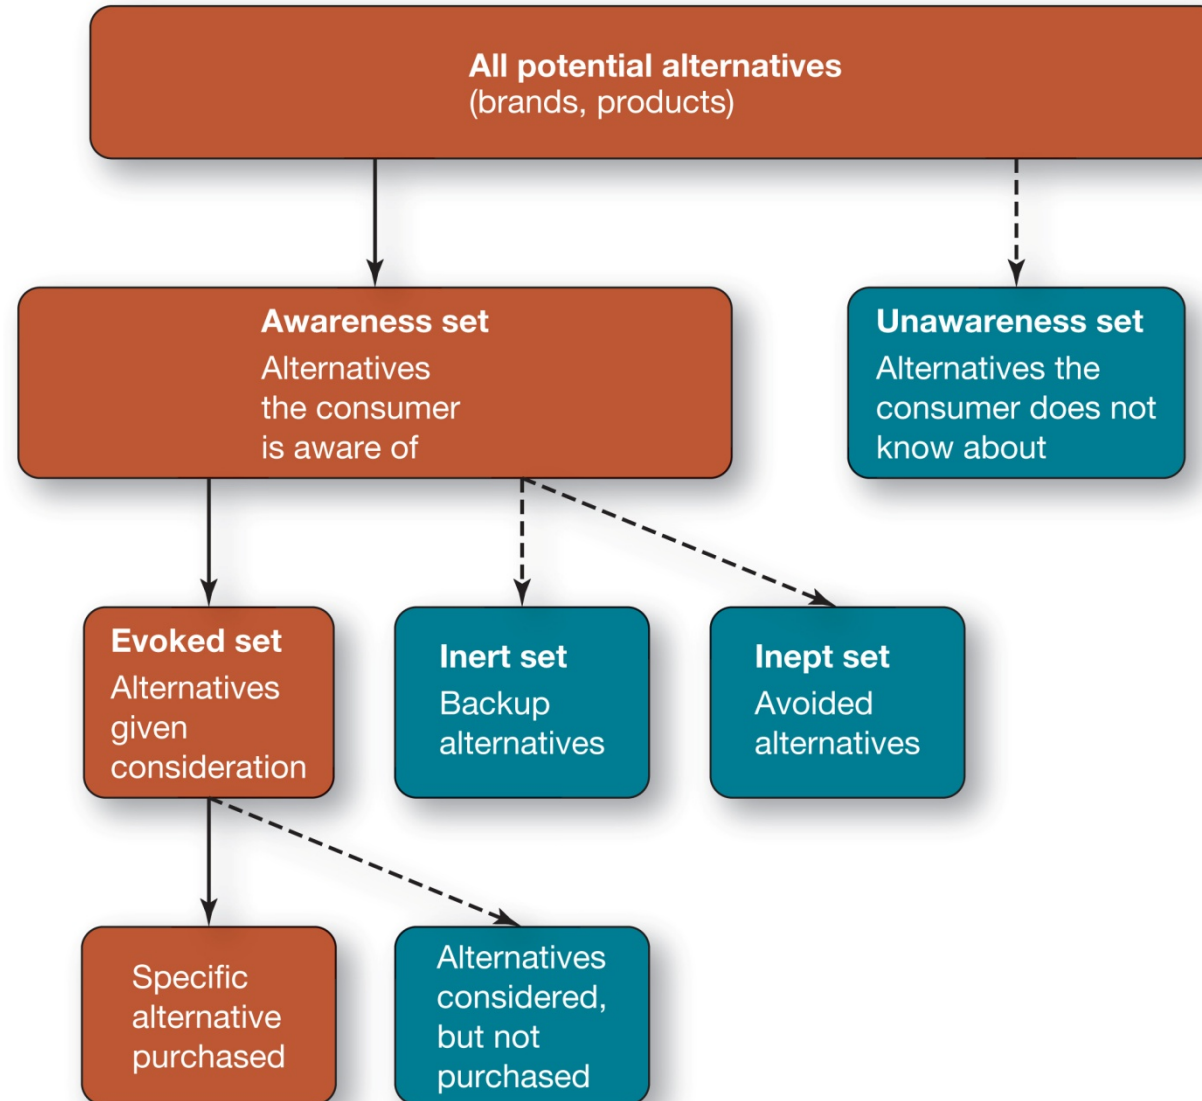 All potential alternatives
(brands, products)
Awareness set
Alternatives
the consumer
is aware of
Unawareness set
Alternatives the
consumer does not
know about
Evoked set
Alternatives
given
consideration
Inert set
Backup
alternatives
Inept set
Avoided
alternatives
Specific
alternative
purchased
Alternatives
considered,
but not
purchased